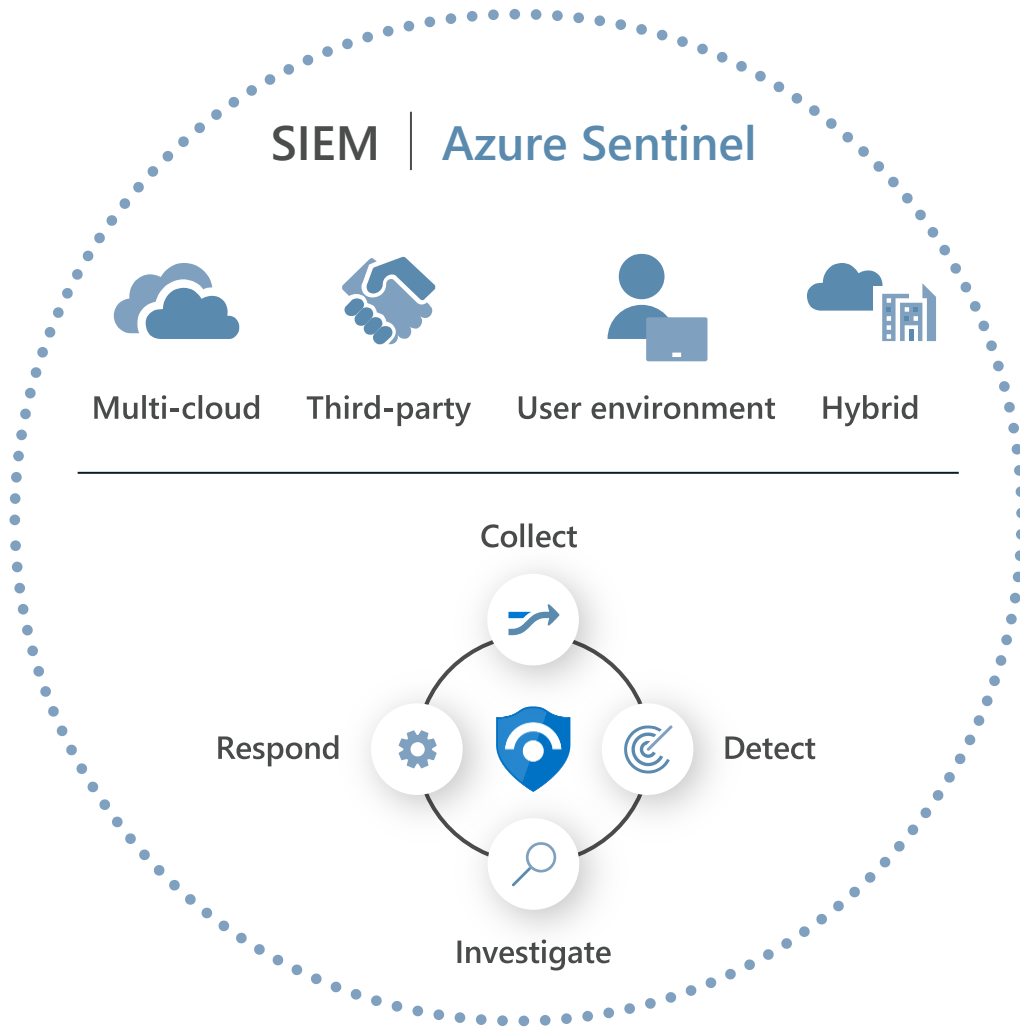 SIEM | Azure Sentinel
Multi-cloud Third-party User environment Hybrid
Collect
Respond Detect
Investigate